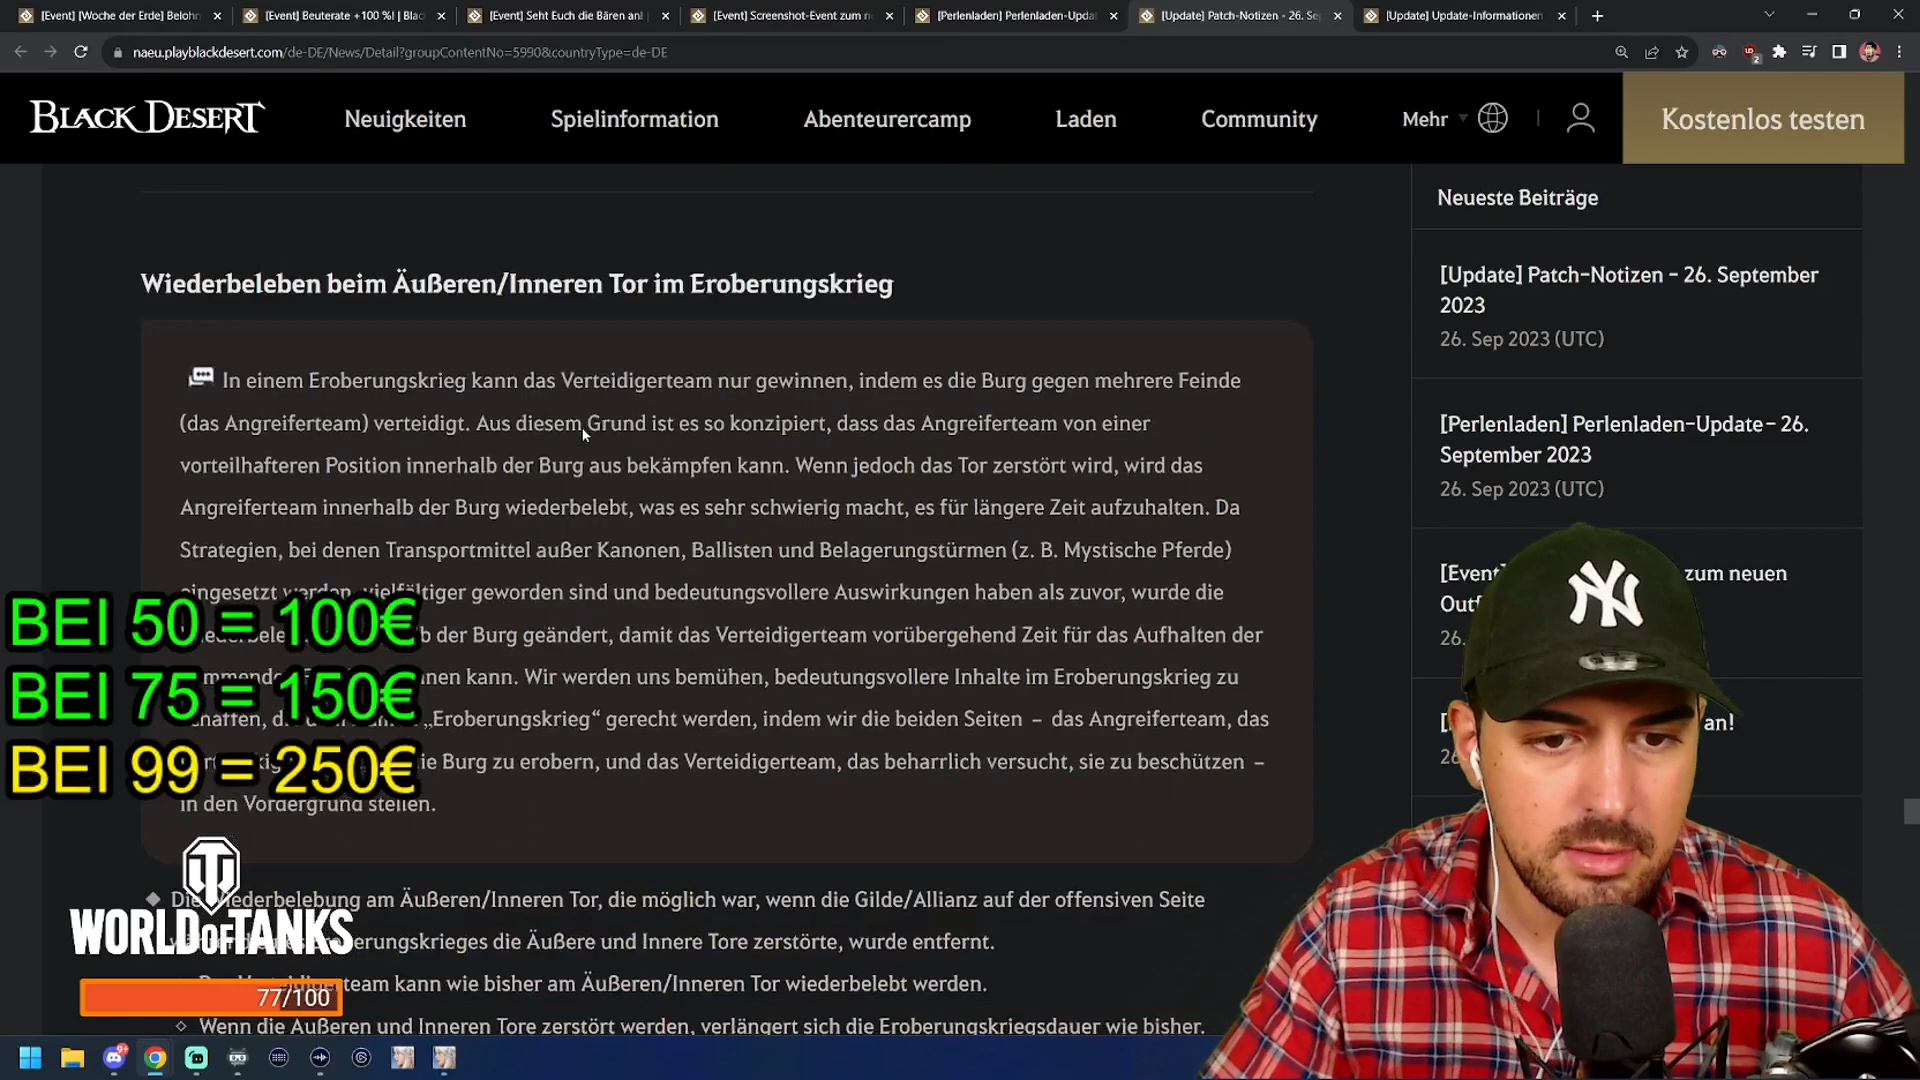 [Event] [Woche der Erde] Belohn
[Event] Beuterate +100 %! | Blac
[Event] Seht Euch die Bären an!
[Event] Screenshot-Event zum ne
[Perlenladen] Perlenladen-Upda
[Update] Patch-Notizen - 26. Se
[Update] Update-Informationen
naeu.playblackdesert.com/de-DE/News/Detail?groupContentNo=5990&countryType=de-DE
BLACK DESERT
Neuigkeiten
Spielinformation
Abenteurercamp
Laden
Community
Mehr
Kostenlos testen
Wiederbeleben beim Äußeren/Inneren Tor im Eroberungskrieg
In einem Eroberungskrieg kann das Verteidigerteam nur gewinnen, indem es die Burg gegen mehrere Feinde
(das Angreiferteam) verteidigt. Aus diesem Grund ist es so konzipiert, dass das Angreiferteam von einer
vorteilhafteren Position innerhalb der Burg aus bekämpfen kann. Wenn jedoch das Tor zerstört wird, wird das
Angreiferteam innerhalb der Burg wiederbelebt, was es sehr schwierig macht, es für längere Zeit aufzuhalten. Da
Strategien, bei denen Transportmittel außer Kanonen, Ballisten und Belagerungstürmen (z. B. Mystische Pferde)
eingesetzt werden, vielfältiger geworden sind und bedeutungsvollere Auswirkungen haben als zuvor, wurde die
der Burg geändert, damit das Verteidigerteam vorübergehend Zeit für das Aufhalten der
kann. Wir werden uns bemühen, bedeutungsvollere Inhalte im Eroberungskrieg zu
„Eroberungskrieg“ gerecht werden, indem wir die beiden Seiten – das Angreiferteam, das
die Burg zu erobern, und das Verteidigerteam, das beharrlich versucht, sie zu beschützen –
in den Vordergrund stellen.
Die Wiederbelebung am Äußeren/Inneren Tor, die möglich war, wenn die Gilde/Allianz auf der offensiven Seite
die Äußere und Innere Tore zerstörte, wurde entfernt.
kann wie bisher am Äußeren/Inneren Tor wiederbelebt werden.
Wenn die Äußeren und Inneren Tore zerstört werden, verlängert sich die Eroberungskriegsdauer wie bisher.
BEI 50 = 100€
BEI 75 = 150€
BEI 99 = 250€
WORLD OF TANKS
77/100
Neueste Beiträge
[Update] Patch-Notizen - 26. September
2023
26. Sep 2023 (UTC)
[Perlenladen] Perlenladen-Update - 26.
September 2023
26. Sep 2023 (UTC)
[Event] zum neuen
26.
an!
NY